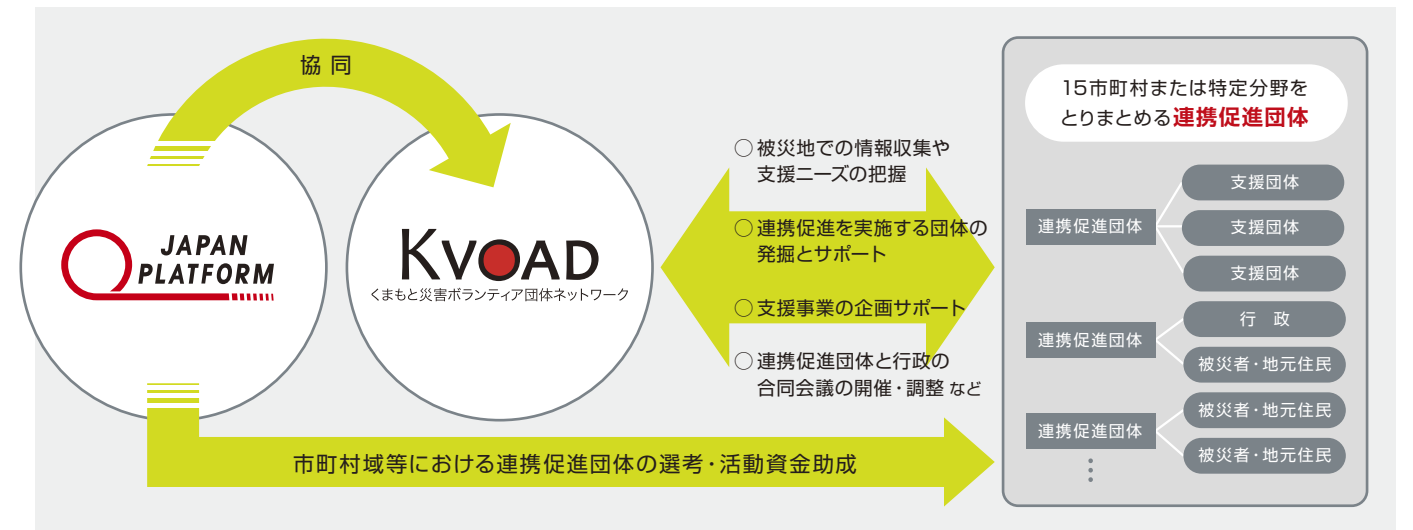 協 同
JAPAN
PLATFORM
KVOAD
くまもと災害ボランティア団体ネットワーク
○被災地での情報収集や
支援ニーズの把握
○連携促進を実施する団体の
発掘とサポート
○支援事業の企画サポート
○連携促進団体と行政の
合同会議の開催・調整 など
市町村域等における連携促進団体の選考・活動資金助成
15市町村または特定分野を
とりまとめる連携促進団体
連携促進団体
支援団体
支援団体
支援団体
連携促進団体
行 政
被災者・地元住民
連携促進団体
被災者・地元住民
被災者・地元住民